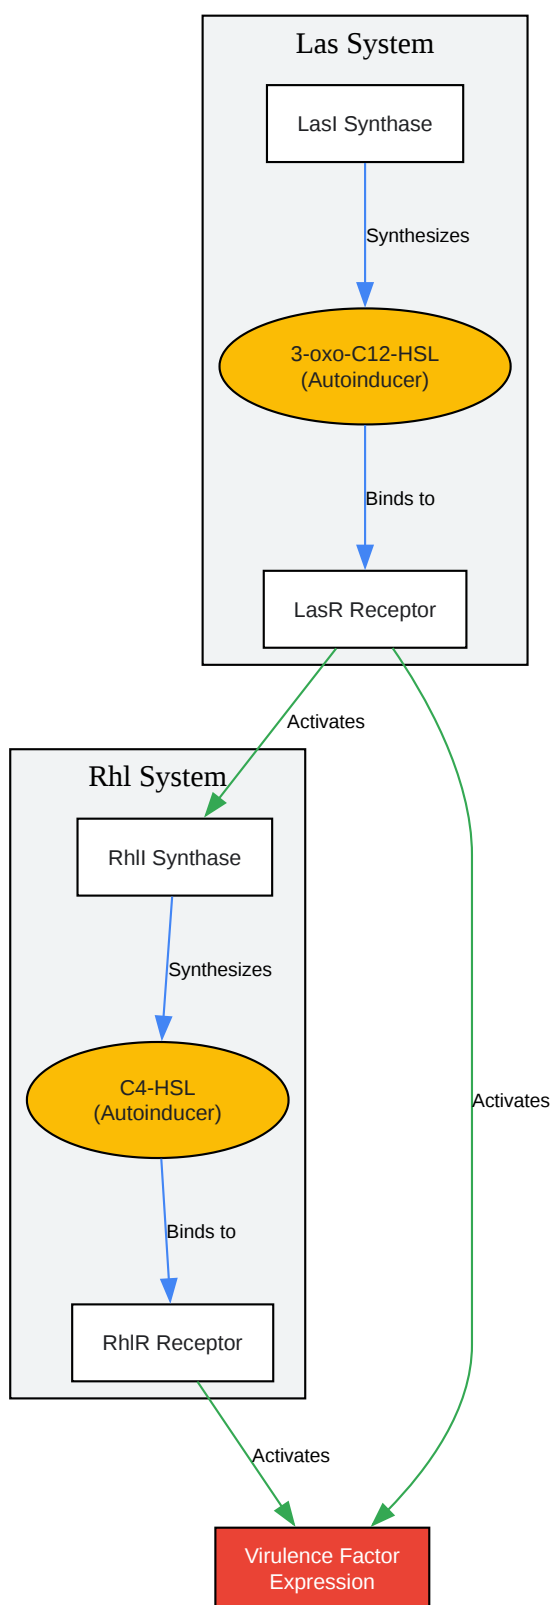 Las System
LasI Synthase
Synthesizes
3-oxo-C12-HSL
(Autoinducer)
Binds to
LasR Receptor
Activates
Rhl System
RhlI Synthase
Synthesizes
C4-HSL
(Autoinducer)
Activates
Binds to
RhlR Receptor
Activates
Virulence Factor
Expression